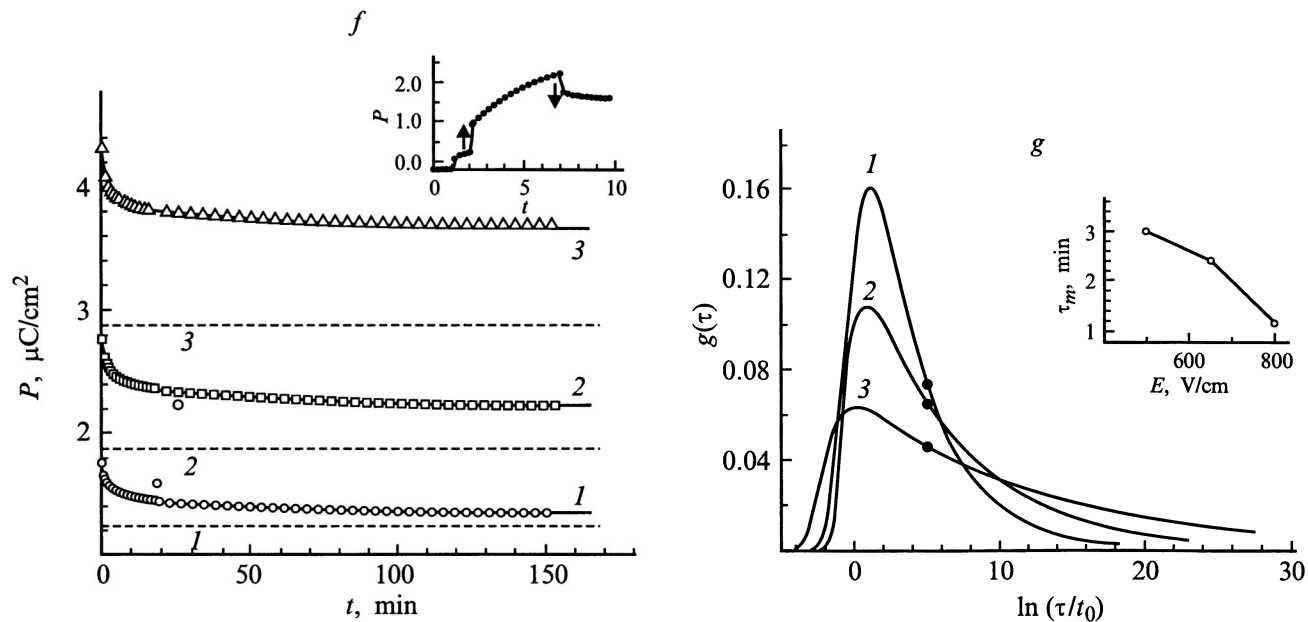 f
P
2.0
1.0
0.0
0 5 10
t
P, μC/cm²
4
3
2
3
3
2
2
1
1
0 50 100 150
t, min
g
g(τ)
0.16
0.12
0.08
0.04
1
2
3
0 10 20 30
ln (τ/t₀)
τₘ, min
3
2
1
600 800
E, V/cm